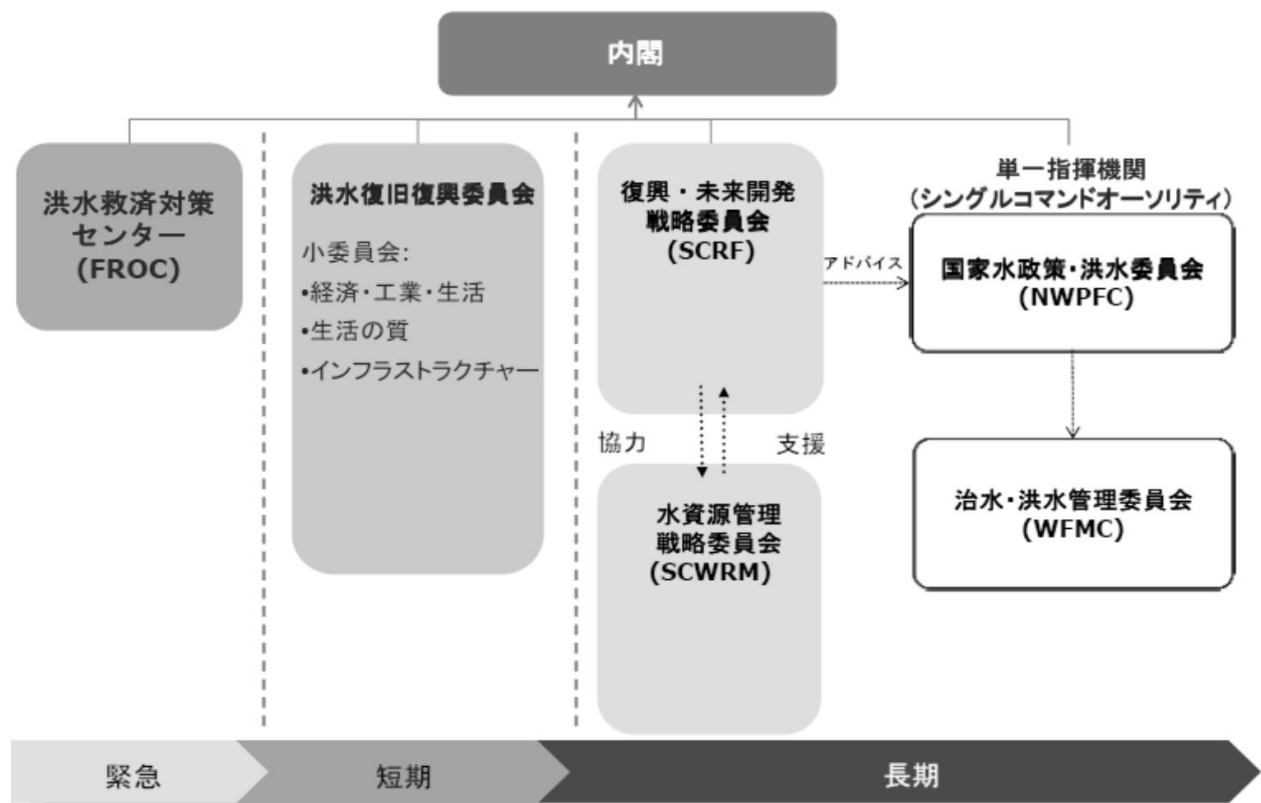 内閣
洪水救済対策
センター
(FROC)
洪水復旧復興委員会
小委員会:
•経済・工業・生活
•生活の質
•インフラストラクチャー
復興・未来開発
戦略委員会
(SCRF)
協力
支援
水資源管理
戦略委員会
(SCWRM)
アドバイス
単一指揮機関
(シングルコマンドオーソリティ)
国家水政策・洪水委員会
(NWPFC)
治水・洪水管理委員会
(WFMC)
緊急
短期
長期